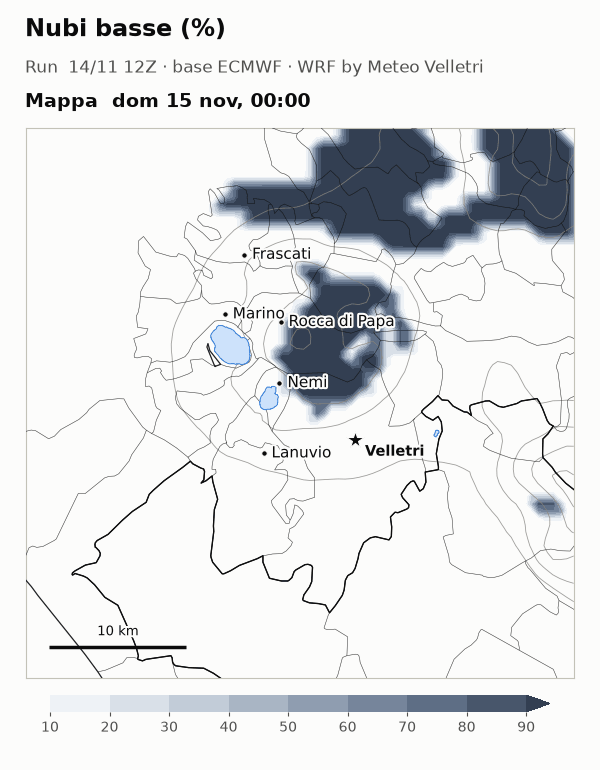 Nubi basse (%)
Run  14/11 12Z · base ECMWF · WRF by Meteo Velletri
Mappa  dom 15 nov, 00:00
Frascati
Marino
Rocca di Papa
Nemi
Velletri
Lanuvio
10 km
10 20 30 40 50 60 70 80 90